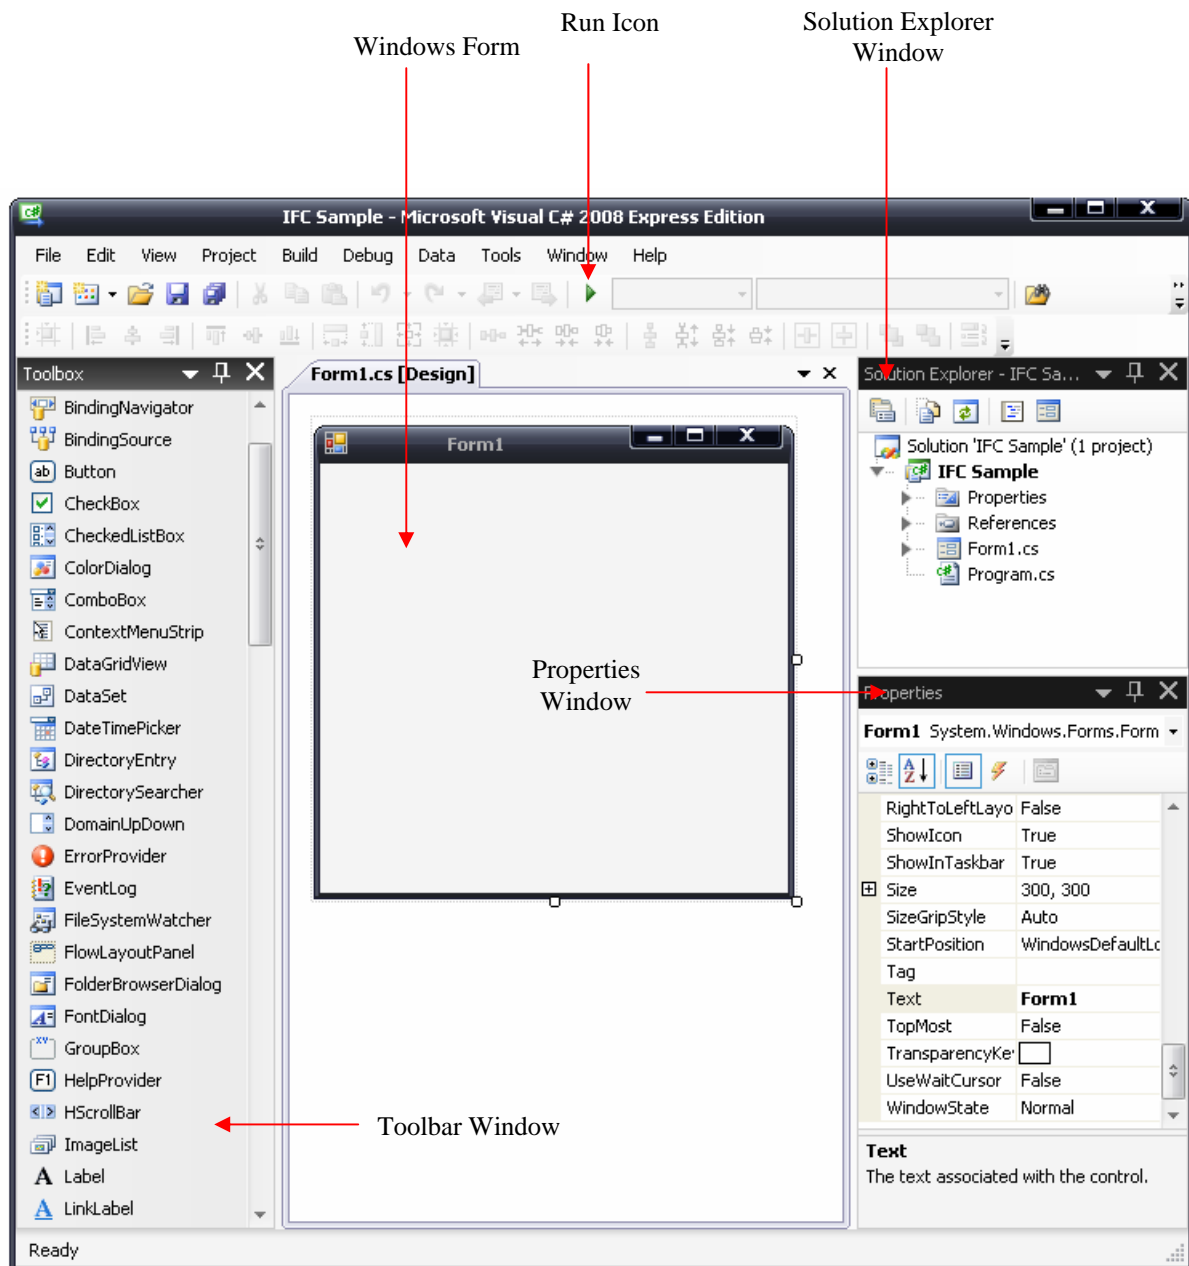 Windows Form
Run Icon
Solution Explorer
Window
IFC Sample - Microsoft Visual C# 2008 Express Edition
File Edit View Project Build Debug Data Tools Window Help
Toolbox
BindingNavigator
BindingSource
Button
CheckBox
CheckedListBox
ColorDialog
ComboBox
ContextMenuStrip
DataGridView
DataSet
DateTimePicker
DirectoryEntry
DirectorySearcher
DomainUpDown
ErrorProvider
EventLog
FileSystemWatcher
FlowLayoutPanel
FolderBrowserDialog
FontDialog
GroupBox
HelpProvider
HScrollBar
ImageList
Label
LinkLabel
Form1.cs [Design]
Form1
Properties
Window
Toolbar Window
Solution Explorer - IFC Sa...
Solution 'IFC Sample' (1 project)
IFC Sample
Properties
References
Form1.cs
Program.cs
Properties
Form1 System.Windows.Forms.Form
RightToLeftLayo False
ShowIcon True
ShowInTaskbar True
Size 300, 300
SizeGripStyle Auto
StartPosition WindowsDefaultLo
Tag
Text Form1
TopMost False
TransparencyKey
UseWaitCursor False
WindowState Normal
Text
The text associated with the control.
Ready